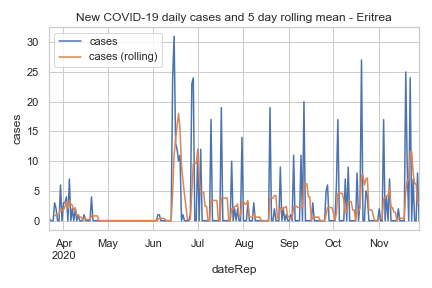 New COVID-19 daily cases and 5 day rolling mean - Eritrea
cases
cases (rolling)
30
25
20
15
10
5
0
cases
Apr May Jun Jul Aug Sep Oct Nov
2020
dateRep